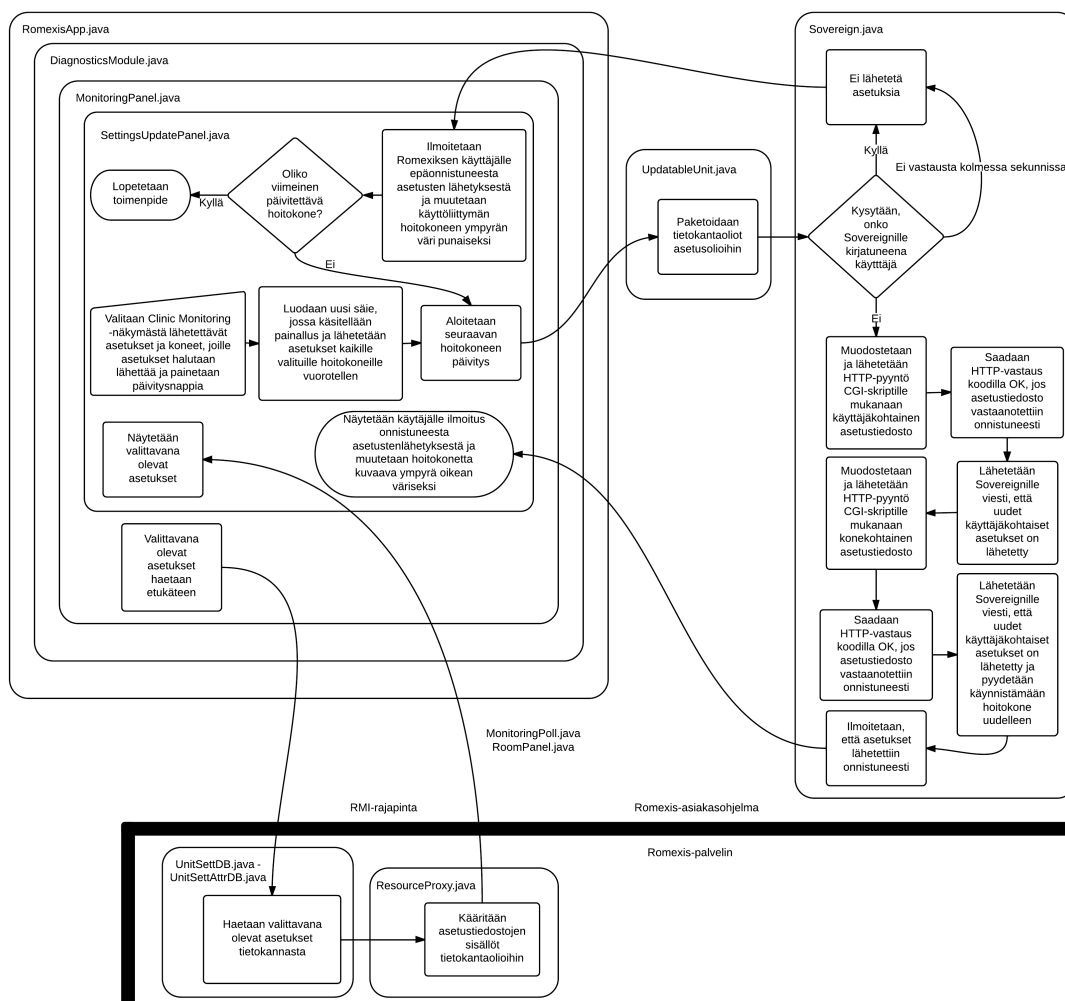 RomexisApp.java
DiagnosticsModule.java
MonitoringPanel.java
SettingsUpdatePanel.java
Lopetetaan
toimenpide
Kyllä
Oliko
viimeinen
päivitettävä
hoitokone?
Ei
Ilmoitetaan
Romexiksen käyttäjälle
epäonnistuneesta
asetusten lähetyksestä
ja muutetaan
käyttöliittymän
hoitokoneen ympyrän
väri punaiseksi
Valitaan Clinic Monitoring
-näkymästä lähetettävät
asetukset ja koneet, joille
asetukset halutaan
lähettää ja painetaan
päivitysnappia
Luodaan uusi säie,
jossa käsitellään
painallus ja lähetetään
asetukset kaikille
valituille hoitokoneille
vuorotellen
Aloitetaan
seuraavan
hoitokoneen
päivitys
Näytetään
valittavana
olevat
asetukset
Näytetään käytäjälle ilmoitus
onnistuneesta
asetustenlähetyksestä ja
muutetaan hoitokonetta
kuvaava ympyrä oikean
väriseksi
Valittavana
olevat
asetukset
haetaan
etukäteen
UpdatableUnit.java
Paketoidaan
tietokantaoliot
asetusolioihin
Sovereign.java
Ei lähetetä
asetuksia
Kyllä
Ei vastausta kolmessa sekunnissa
Kysytään,
onko
Sovereignille
kirjatuneena
käytttäjä
Ei
Muodostetaan
ja lähetetään
HTTP-pyyntö
CGI-skriptille
mukanaan
käyttäjäkohtainen
asetustiedosto
Saadaan
HTTP-vastaus
koodilla OK, jos
asetustiedosto
vastaanotettiin
onnistuneesti
Muodostetaan
ja lähetetään
HTTP-pyyntö
CGI-skriptille
mukanaan
konekohtainen
asetustiedosto
Lähetetään
Sovereignille
viesti, että
uudet
käyttäjäkohtaiset
asetukset on
lähetetty
Saadaan
HTTP-vastaus
koodilla OK, jos
asetustiedosto
vastaanotettiin
onnistuneesti
Lähetetään
Sovereignille
viesti, että
uudet
käyttäjäkohtaiset
asetukset on
lähetetty ja
pyydetään
käynnistämään
hoitokone
uudelleen
Ilmoitetaan,
että asetukset
lähetettiin
onnistuneesti
MonitoringPoll.java
RoomPanel.java
RMI-rajapinta
Romexis-asiakasohjelma
Romexis-palvelin
UnitSettDB.java -
UnitSettAttrDB.java
Haetaan valittavana
olevat asetukset
tietokannasta
ResourceProxy.java
Kääritään
asetustiedostojen
sisällöt
tietokantaolioihin